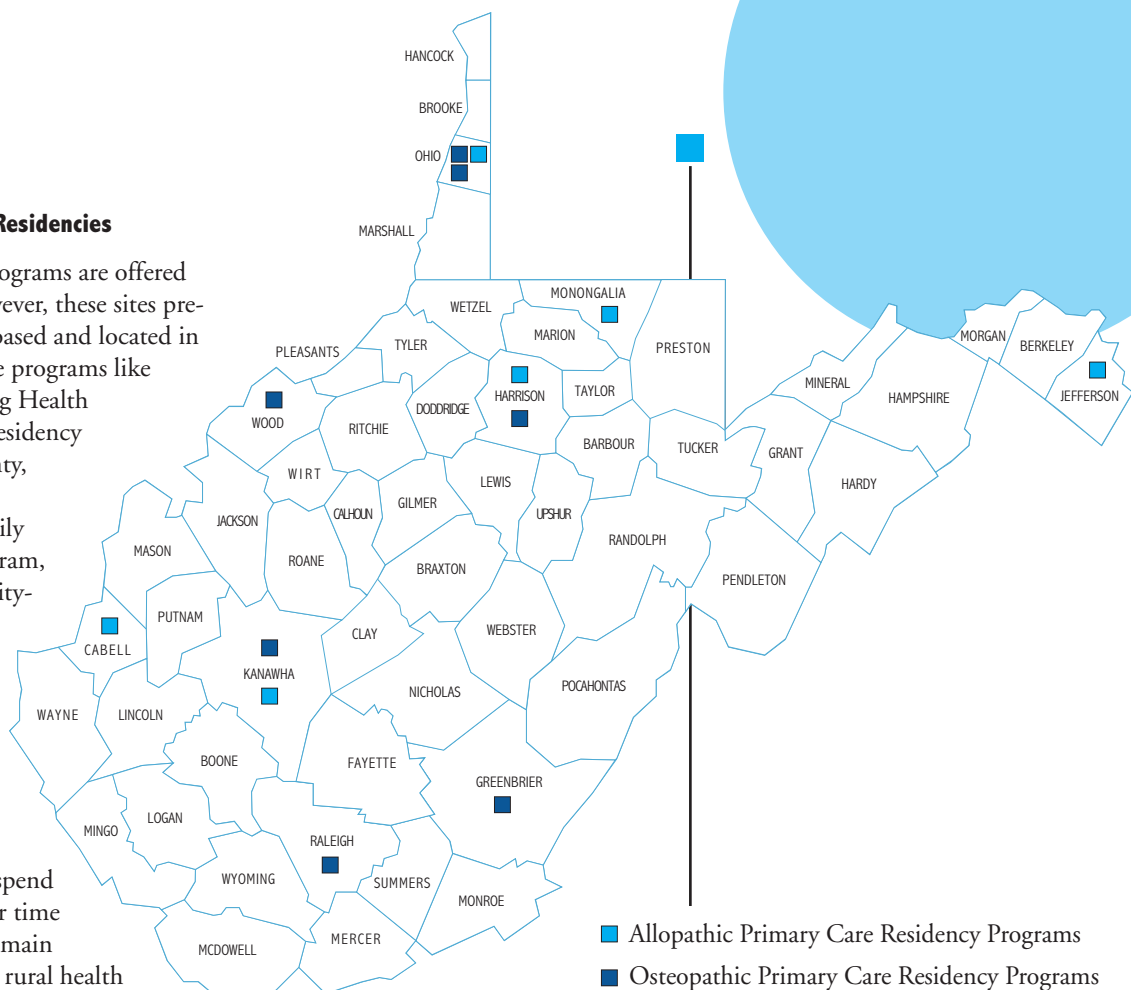 Residencies
ograms are offered
vever, these sites pre-
based and located in
e programs like
g Health
esidency
ty,
ily
ram,
ity-
spend
r time
main
rural health
HANCOCK
BROOKE
OHIO
MARSHALL
WETZEL
MONONGALIA
MARION
PRESTON
PLEASANTS
TYLER
MORGAN
BERKELEY
JEFFERSON
MINERAL
HAMPSHIRE
WOOD
RITCHIE
DODDRIDGE
HARRISON
TAYLOR
BARBOUR
TUCKER
GRANT
HARDY
WIRT
CALHOUN
GILMER
LEWIS
UPSHUR
RANDOLPH
JACKSON
MASON
ROANE
BRAXTON
PENDLETON
PUTNAM
CABELL
CLAY
WEBSTER
KANAWHA
NICHOLAS
POCAHONTAS
WAYNE
LINCOLN
BOONE
FAYETTE
GREENBRIER
MINGO
LOGAN
RALEIGH
WYOMING
SUMMERS
MONROE
MCDOWELL
MERCER
Allopathic Primary Care Residency Programs
Osteopathic Primary Care Residency Programs